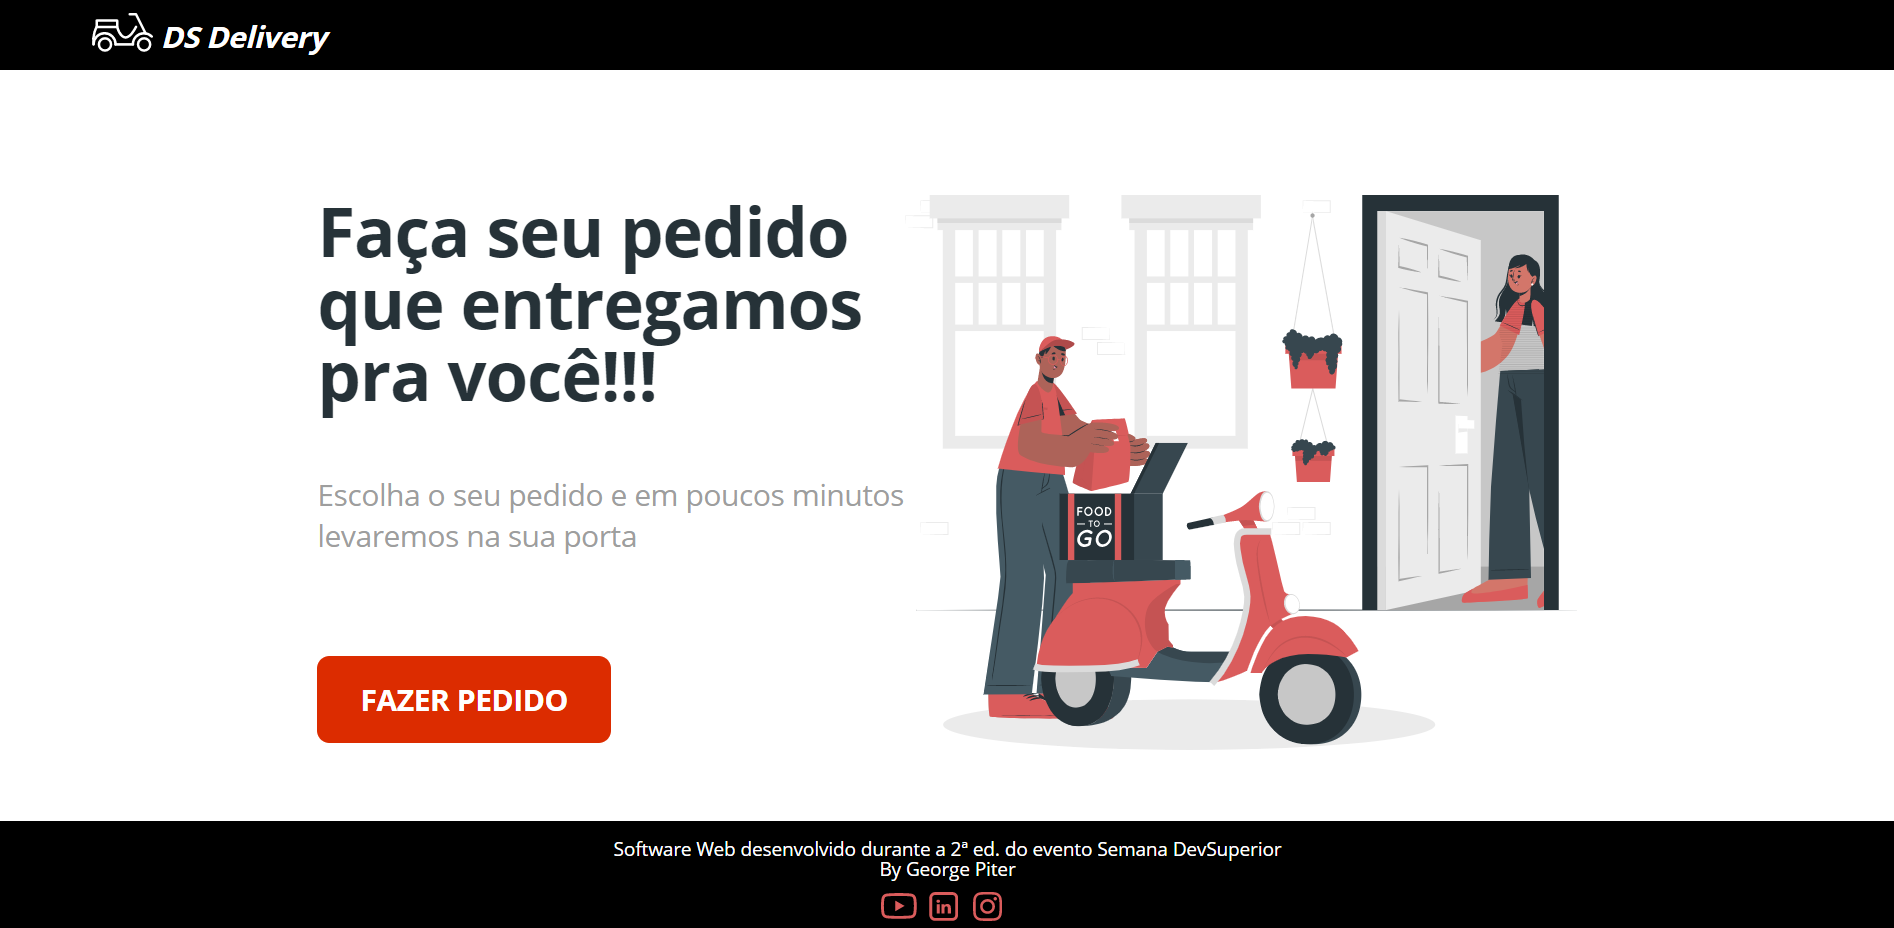 DS Delivery
Faça seu pedido
que entregamos
pra você!!!
Escolha o seu pedido e em poucos minutos
levaremos na sua porta
FAZER PEDIDO
FOOD
TO
GO
Software Web desenvolvido durante a 2ª ed. do evento Semana DevSuperior
By George Piter
in